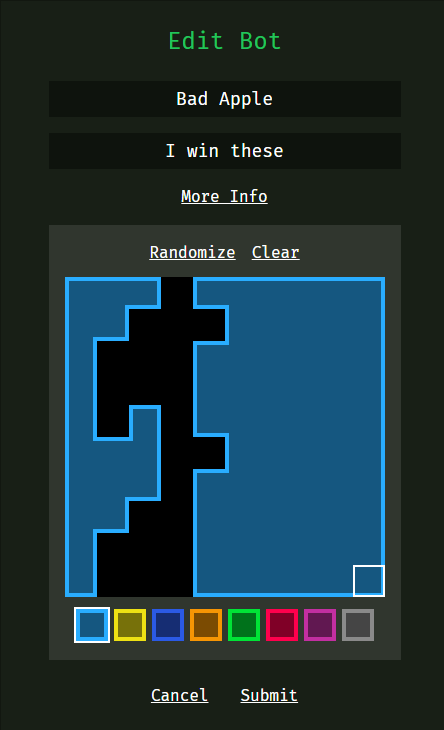 Edit Bot
Bad Apple
I win these
More Info
Randomize Clear
Cancel Submit